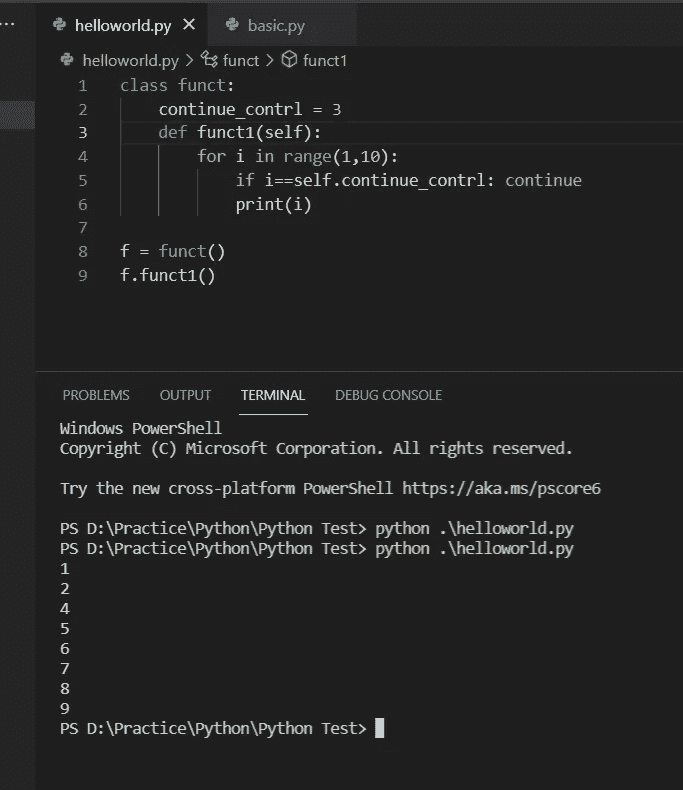 ··· helloworld.py × basic.py
helloworld.py > funct > funct1
1 class funct:
2     continue_contrl = 3
3     def funct1(self):
4         for i in range(1,10):
5             if i==self.continue_contrl: continue
6             print(i)
7
8 f = funct()
9 f.funct1()
PROBLEMS OUTPUT TERMINAL DEBUG CONSOLE
Windows PowerShell
Copyright (C) Microsoft Corporation. All rights reserved.
Try the new cross-platform PowerShell https://aka.ms/pscore6
PS D:\Practice\Python\Python Test> python .\helloworld.py
PS D:\Practice\Python\Python Test> python .\helloworld.py
1
2
4
5
6
7
8
9
PS D:\Practice\Python\Python Test>